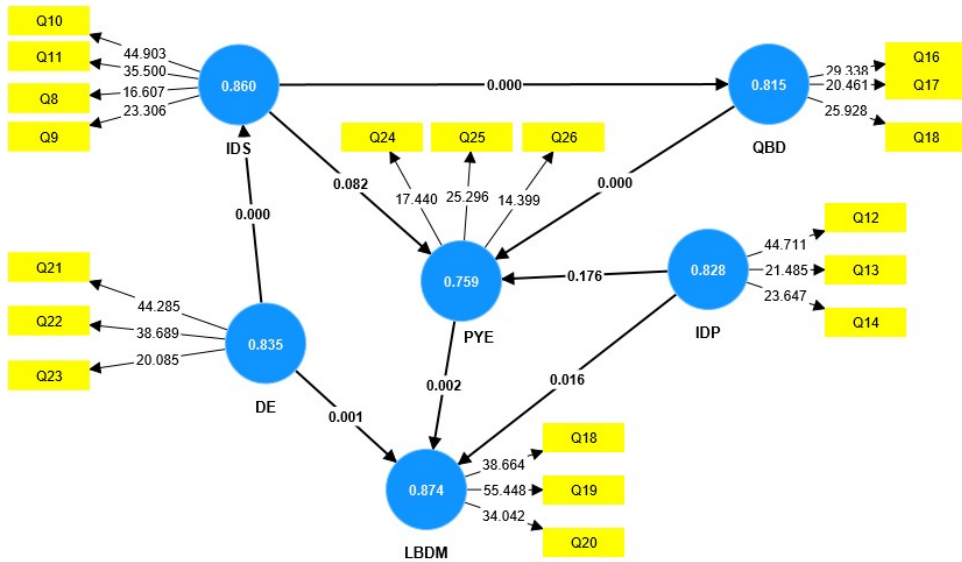 Q10
Q11
Q8
Q9
44.903
35.500
16.607
23.306
0.860
IDS
0.000
0.815
QBD
29.338
20.461
25.928
Q16
Q17
Q18
Q24
Q25
Q26
17.440
25.296
14.399
0.082
0.000
0.000
0.759
PYE
0.176
0.828
IDP
44.711
21.485
23.647
Q12
Q13
Q14
Q21
Q22
Q23
44.285
38.689
20.085
0.835
DE
0.001
0.002
0.016
0.874
LBDM
38.664
55.448
34.042
Q18
Q19
Q20